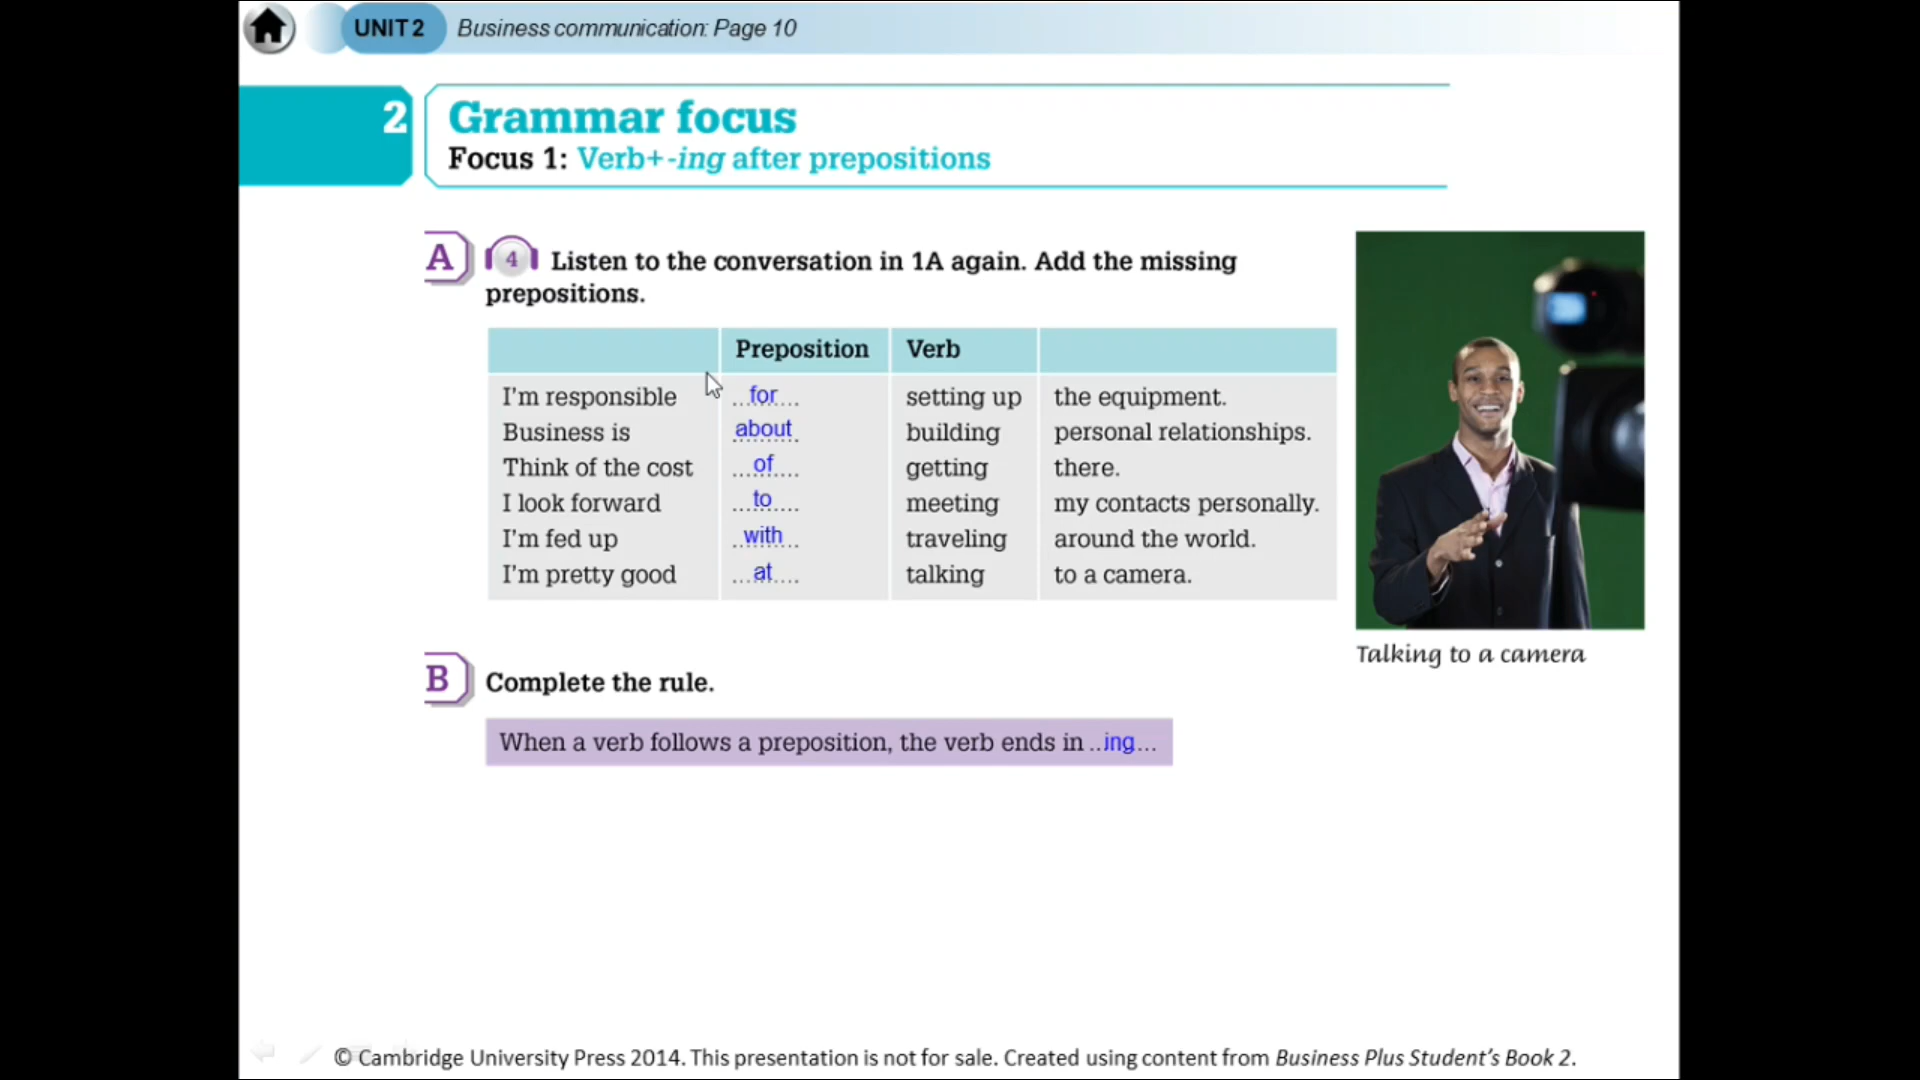 UNIT 2 Business communication: Page 10
2 Grammar focus
Focus 1: Verb+-ing after prepositions
A 4 Listen to the conversation in 1A again. Add the missing
prepositions.
Preposition Verb
I'm responsible ..for.... setting up the equipment.
Business is about building personal relationships.
Think of the cost ...of.... getting there.
I look forward ...to.... meeting my contacts personally.
I'm fed up ..with... traveling around the world.
I'm pretty good ...at.... talking to a camera.
Talking to a camera
B Complete the rule.
When a verb follows a preposition, the verb ends in ..ing...
© Cambridge University Press 2014. This presentation is not for sale. Created using content from Business Plus Student's Book 2.